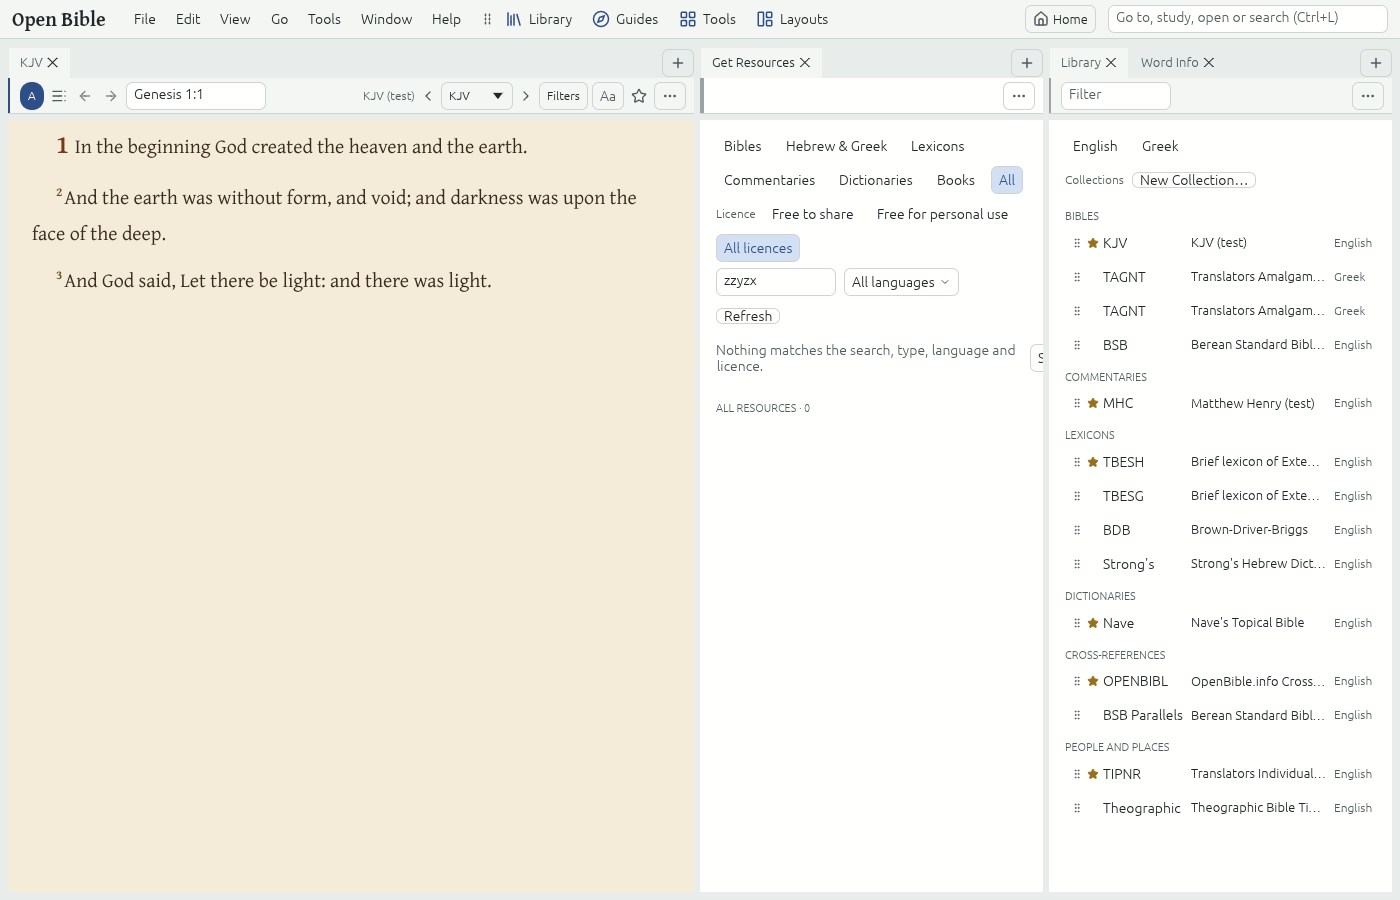 Open Bible File Edit View Go Tools Window Help Library Guides Tools Layouts Home Go to, study, open or search (Ctrl+L)
KJV
A Genesis 1:1 KJV (test) KJV Filters Aa
1 In the beginning God created the heaven and the earth.
2 And the earth was without form, and void; and darkness was upon the
face of the deep.
3 And God said, Let there be light: and there was light.
Get Resources
Bibles Hebrew & Greek Lexicons
Commentaries Dictionaries Books All
Licence Free to share Free for personal use
All licences
zzyzx All languages
Refresh
Nothing matches the search, type, language and
licence.
ALL RESOURCES · 0
Library Word Info
Filter
English Greek
Collections New Collection...
BIBLES
KJV KJV (test) English
TAGNT Translators Amalgam... Greek
TAGNT Translators Amalgam... Greek
BSB Berean Standard Bibl... English
COMMENTARIES
MHC Matthew Henry (test) English
LEXICONS
TBESH Brief lexicon of Exte... English
TBESG Brief lexicon of Exte... English
BDB Brown-Driver-Briggs English
Strong's Strong's Hebrew Dict... English
DICTIONARIES
Nave Nave's Topical Bible English
CROSS-REFERENCES
OPENBIBL OpenBible.info Cross... English
BSB Parallels Berean Standard Bibl... English
PEOPLE AND PLACES
TIPNR Translators Individual... English
Theographic Theographic Bible Ti... English